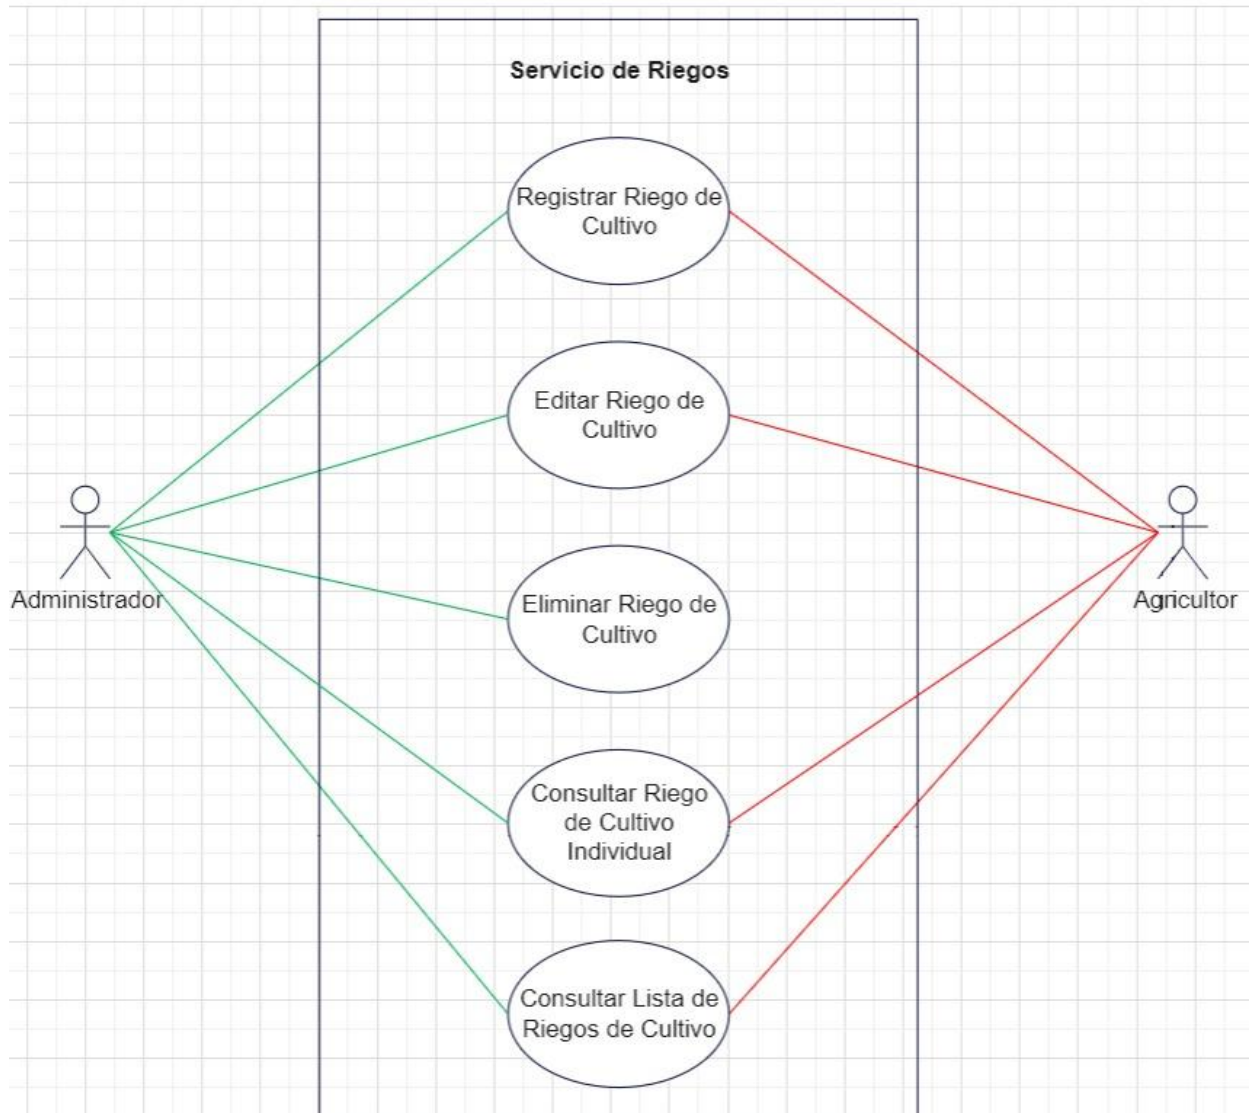 Servicio de Riegos
Registrar Riego de
Cultivo
Editar Riego de
Cultivo
Administrador
Agricultor
Eliminar Riego de
Cultivo
Consultar Riego
de Cultivo
Individual
Consultar Lista de
Riegos de Cultivo